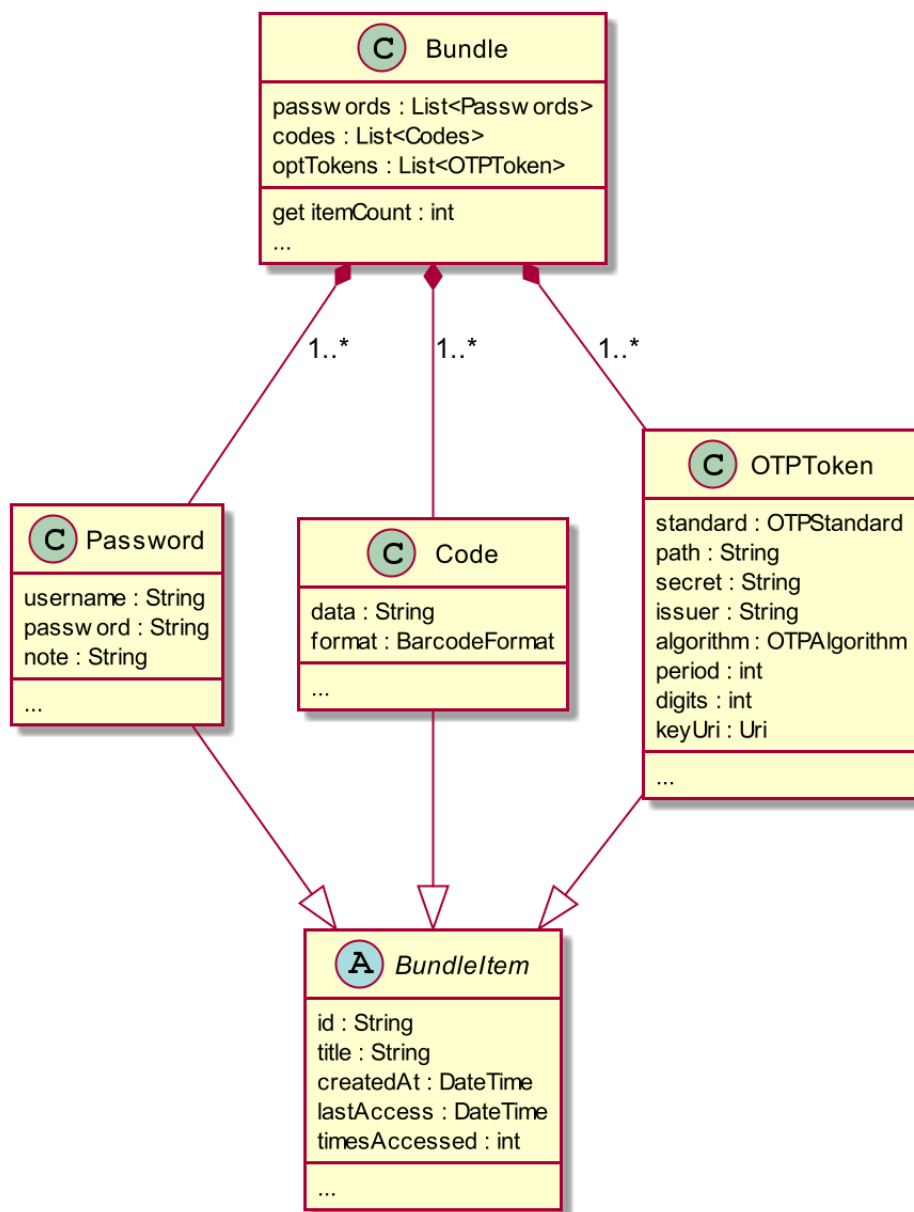 C Bundle
passwords : List<Passwords>
codes : List<Codes>
optTokens : List<OTPToken>
get itemCount : int
...
1..* 1..* 1..*
C Password
username : String
password : String
note : String
...
C Code
data : String
format : BarcodeFormat
...
C OTPToken
standard : OTPStandard
path : String
secret : String
issuer : String
algorithm : OTPAlgorithm
period : int
digits : int
keyUri : Uri
...
A BundleItem
id : String
title : String
createdAt : DateTime
lastAccess : DateTime
timesAccessed : int
...